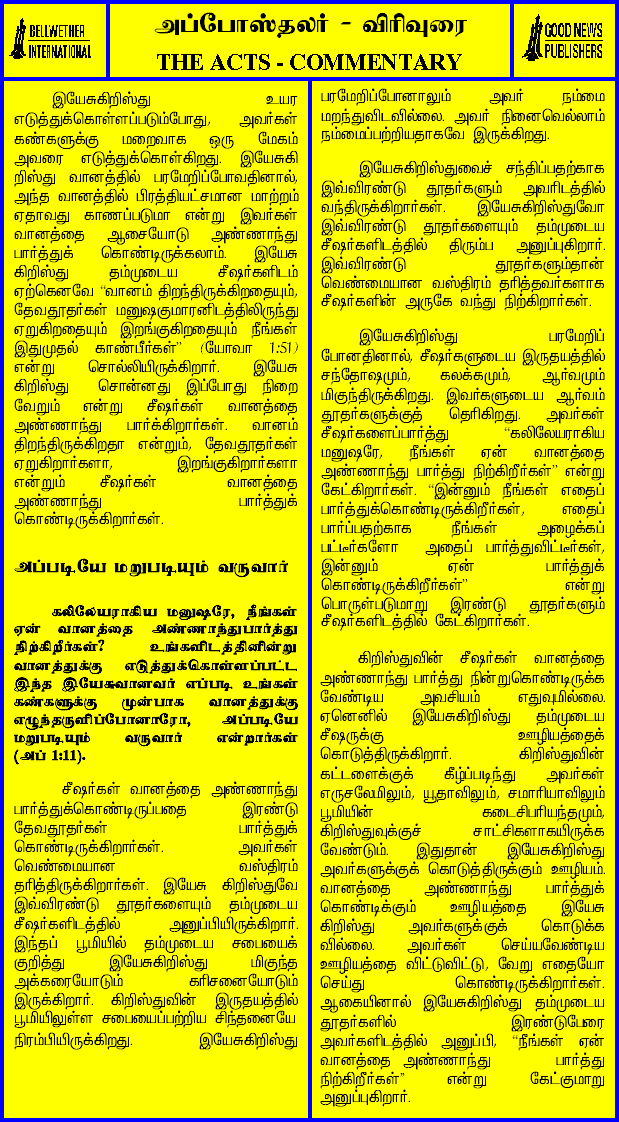 BELLWETHER
INTERNATIONAL
அப்போஸ்தலர் - விரிவுரை
THE ACTS - COMMENTARY
GOOD NEWS
PUBLISHERS
இயேசுகிறிஸ்து உயர
எடுத்துக்கொள்ளப்படும்போது, அவர்கள்
கண்களுக்கு மறைவாக ஒரு மேகம்
அவரை எடுத்துக்கொள்கிறது. இயேசுகி
றிஸ்து வானத்தில் பரமேறிப்போவதினால்,
அந்த வானத்தில் பிரத்தியட்சமான மாற்றம்
ஏதாவது காணப்படுமா என்று இவர்கள்
வானத்தை ஆசையோடு அண்ணாந்து
பார்த்துக் கொண்டிருக்கலாம். இயேசு
கிறிஸ்து தம்முடைய சீஷர்களிடம்
ஏற்கெனவே “வானம் திறந்திருக்கிறதையும்,
தேவதூதர்கள் மனுஷகுமாரனிடத்திலிருந்து
ஏறுகிறதையும் இறங்குகிறதையும் நீங்கள்
இதுமுதல் காண்பீர்கள்” (யோவா 1:51)
என்று சொல்லியிருக்கிறார். இயேசு
கிறிஸ்து சொன்னது இப்போது நிறை
வேறும் என்று சீஷர்கள் வானத்தை
அண்ணாந்து பார்க்கிறார்கள். வானம்
திறந்திருக்கிறதா என்றும், தேவதூதர்கள்
ஏறுகிறார்களா, இறங்குகிறார்களா
என்றும் சீஷர்கள் வானத்தை
அண்ணாந்து பார்த்துக்
கொண்டிருக்கிறார்கள்.
அப்படியே மறுபடியும் வருவார்
கலிலேயராகிய மனுஷரே, நீங்கள்
ஏன் வானத்தை அண்ணாந்துபார்த்து
நிற்கிறீர்கள்? உங்களிடத்தினின்று
வானத்துக்கு எடுத்துக்கொள்ளப்பட்ட
இந்த இயேசுவானவர் எப்படி உங்கள்
கண்களுக்கு முன்பாக வானத்துக்கு
எழுந்தருளிப்போனாரோ, அப்படியே
மறுபடியும் வருவார் என்றார்கள்
(அப் 1:11).
சீஷர்கள் வானத்தை அண்ணாந்து
பார்த்துக்கொண்டிருப்பதை இரண்டு
தேவதூதர்கள் பார்த்துக்
கொண்டிருக்கிறார்கள். அவர்கள்
வெண்மையான வஸ்திரம்
தரித்திருக்கிறார்கள். இயேசு கிறிஸ்துவே
இவ்விரண்டு தூதர்களையும் தம்முடைய
சீஷர்களிடத்தில் அனுப்பியிருக்கிறார்.
இந்தப் பூமியில் தம்முடைய சபையைக்
குறித்து இயேசுகிறிஸ்து மிகுந்த
அக்கரையோடும் கரிசனையோடும்
இருக்கிறார். கிறிஸ்துவின் இருதயத்தில்
பூமியிலுள்ள சபையைப்பற்றிய சிந்தனையே
நிரம்பியிருக்கிறது. இயேசுகிறிஸ்து
பரமேறிப்போனாலும் அவர் நம்மை
மறந்துவிடவில்லை. அவர் நினைவெல்லாம்
நம்மைப்பற்றியதாகவே இருக்கிறது.
இயேசுகிறிஸ்துவைச் சந்திப்பதற்காக
இவ்விரண்டு தூதர்களும் அவரிடத்தில்
வந்திருக்கிறார்கள். இயேசுகிறிஸ்துவோ
இவ்விரண்டு தூதர்களையும் தம்முடைய
சீஷர்களிடத்தில் திரும்ப அனுப்புகிறார்.
இவ்விரண்டு தூதர்களும்தான்
வெண்மையான வஸ்திரம் தரித்தவர்களாக
சீஷர்களின் அருகே வந்து நிற்கிறார்கள்.
இயேசுகிறிஸ்து பரமேறிப்
போனதினால், சீஷர்களுடைய இருதயத்தில்
சந்தோஷமும், கலக்கமும், ஆர்வமும்
மிகுந்திருக்கிறது. இவர்களுடைய ஆர்வம்
தூதர்களுக்குத் தெரிகிறது. அவர்கள்
சீஷர்களைப்பார்த்து “கலிலேயராகிய
மனுஷரே, நீங்கள் ஏன் வானத்தை
அண்ணாந்து பார்த்து நிற்கிறீர்கள்” என்று
கேட்கிறார்கள். “இன்னும் நீங்கள் எதைப்
பார்த்துக்கொண்டிருக்கிறீர்கள், எதைப்
பார்ப்பதற்காக நீங்கள் அழைக்கப்
பட்டீர்களோ அதைப் பார்த்துவிட்டீர்கள்,
இன்னும் ஏன் பார்த்துக்
கொண்டிருக்கிறீர்கள்” என்று
பொருள்படுமாறு இரண்டு தூதர்களும்
சீஷர்களிடத்தில் கேட்கிறார்கள்.
கிறிஸ்துவின் சீஷர்கள் வானத்தை
அண்ணாந்து பார்த்து நின்றுகொண்டிருக்க
வேண்டிய அவசியம் எதுவுமில்லை.
ஏனெனில் இயேசுகிறிஸ்து தம்முடைய
சீஷருக்கு ஊழியத்தைக்
கொடுத்திருக்கிறார். கிறிஸ்துவின்
கட்டளைக்குக் கீழ்ப்படிந்து அவர்கள்
எருசலேமிலும், யூதாவிலும், சமாரியாவிலும்
பூமியின் கடைசிபரியந்தமும்,
கிறிஸ்துவுக்குச் சாட்சிகளாகயிருக்க
வேண்டும். இதுதான் இயேசுகிறிஸ்து
அவர்களுக்குக் கொடுத்திருக்கும் ஊழியம்.
வானத்தை அண்ணாந்து பார்த்துக்
கொண்டிக்கும் ஊழியத்தை இயேசு
கிறிஸ்து அவர்களுக்குக் கொடுக்க
வில்லை. அவர்கள் செய்யவேண்டிய
ஊழியத்தை விட்டுவிட்டு, வேறு எதையோ
செய்து கொண்டிருக்கிறார்கள்.
ஆகையினால் இயேசுகிறிஸ்து தம்முடைய
தூதர்களில் இரண்டுபேரை
அவர்களிடத்தில் அனுப்பி, “நீங்கள் ஏன்
வானத்தை அண்ணாந்து பார்த்து
நிற்கிறீர்கள்” என்று கேட்குமாறு
அனுப்புகிறார்.